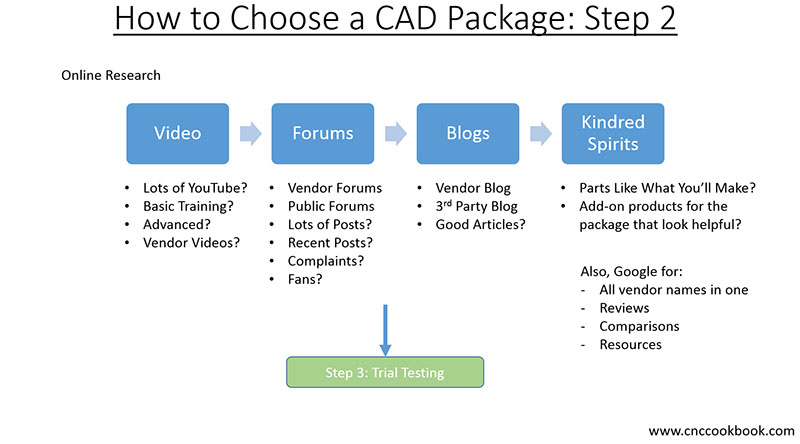 How to Choose a CAD Package: Step 2
Online Research
Video
Forums
Blogs
Kindred
Spirits
• Lots of YouTube?
• Basic Training?
• Advanced?
• Vendor Videos?
• Vendor Forums
• Public Forums
• Lots of Posts?
• Recent Posts?
• Complaints?
• Fans?
• Vendor Blog
• 3rd Party Blog
• Good Articles?
• Parts Like What You’ll Make?
• Add-on products for the
package that look helpful?
Also, Google for:
- All vendor names in one
- Reviews
- Comparisons
- Resources
Step 3: Trial Testing
www.cnccookbook.com